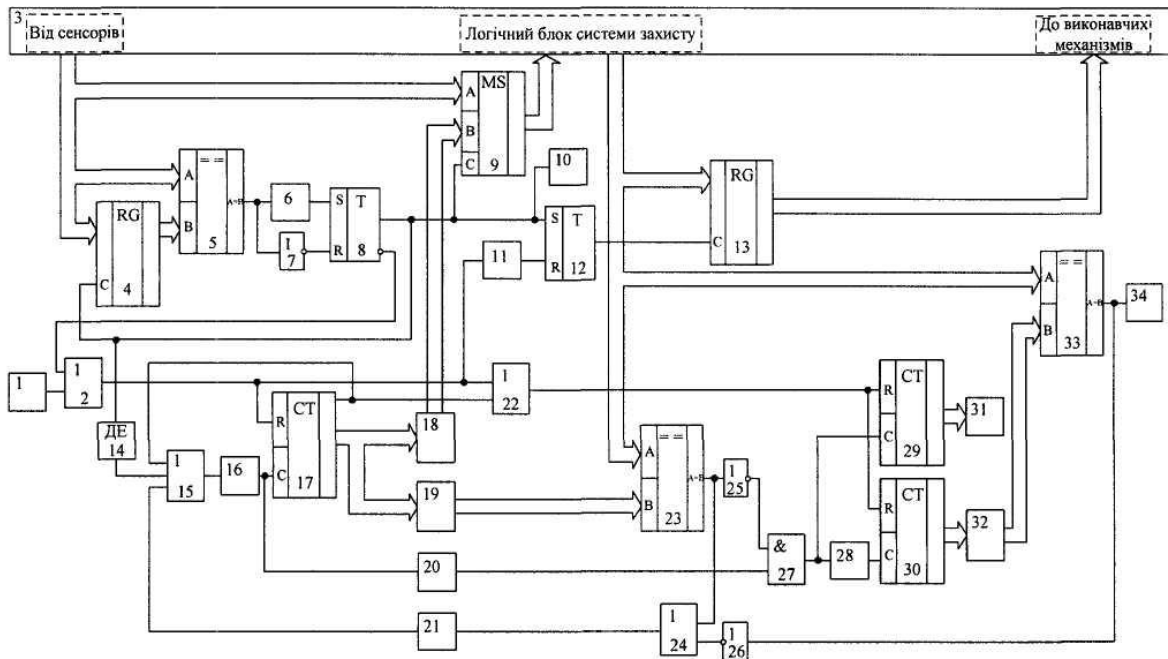 3
Від сенсорів
Логічний блок системи захисту
До виконавчих
механізмів
MS
A
B
C
9
10
A
B
==
A=B
5
RG
C
4
6
I
7
S
R
T
8
11
S
R
T
12
RG
C
13
A
B
==
A=B
33
34
1
1
2
ДЕ
14
1
15
16
R
C
CT
17
18
19
20
21
1
22
A
B
==
A=B
23
1
24
1
25
1
26
&
27
28
R
C
CT
29
R
C
CT
30
31
32